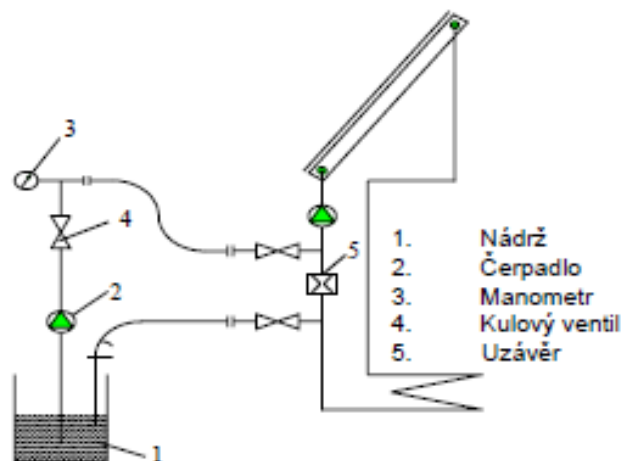 3
4
2
1
5
1. Nádrž
2. Čerpadlo
3. Manometr
4. Kulový ventil
5. Uzávěr